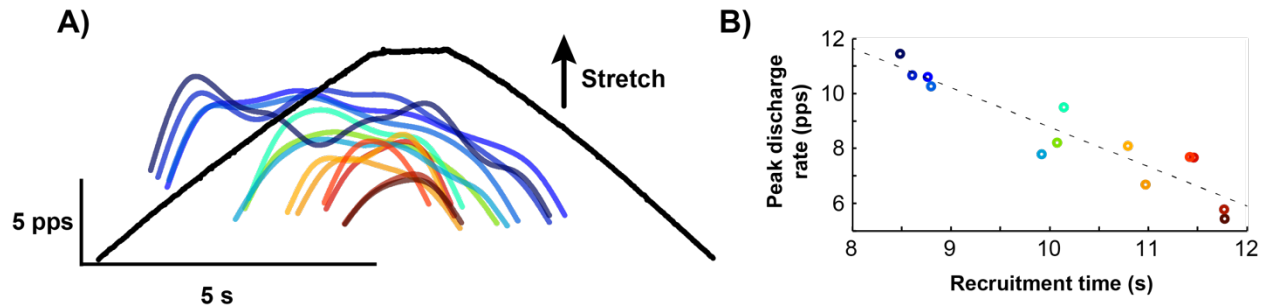 A)
Stretch
5 pps
5 s
B)
Peak discharge
rate (pps)
12
10
8
6
8 9 10 11 12
Recruitment time (s)